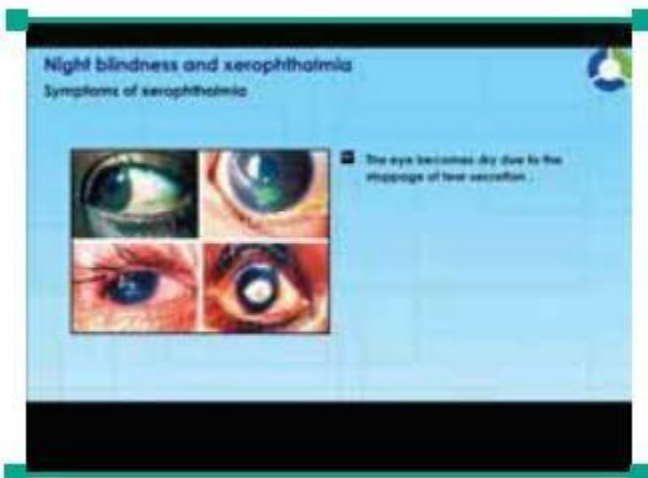 Night blindness and xerophthalmia
Symptoms of xerophthalmia
The eye becomes dry due to the
stoppage of tear secretion .